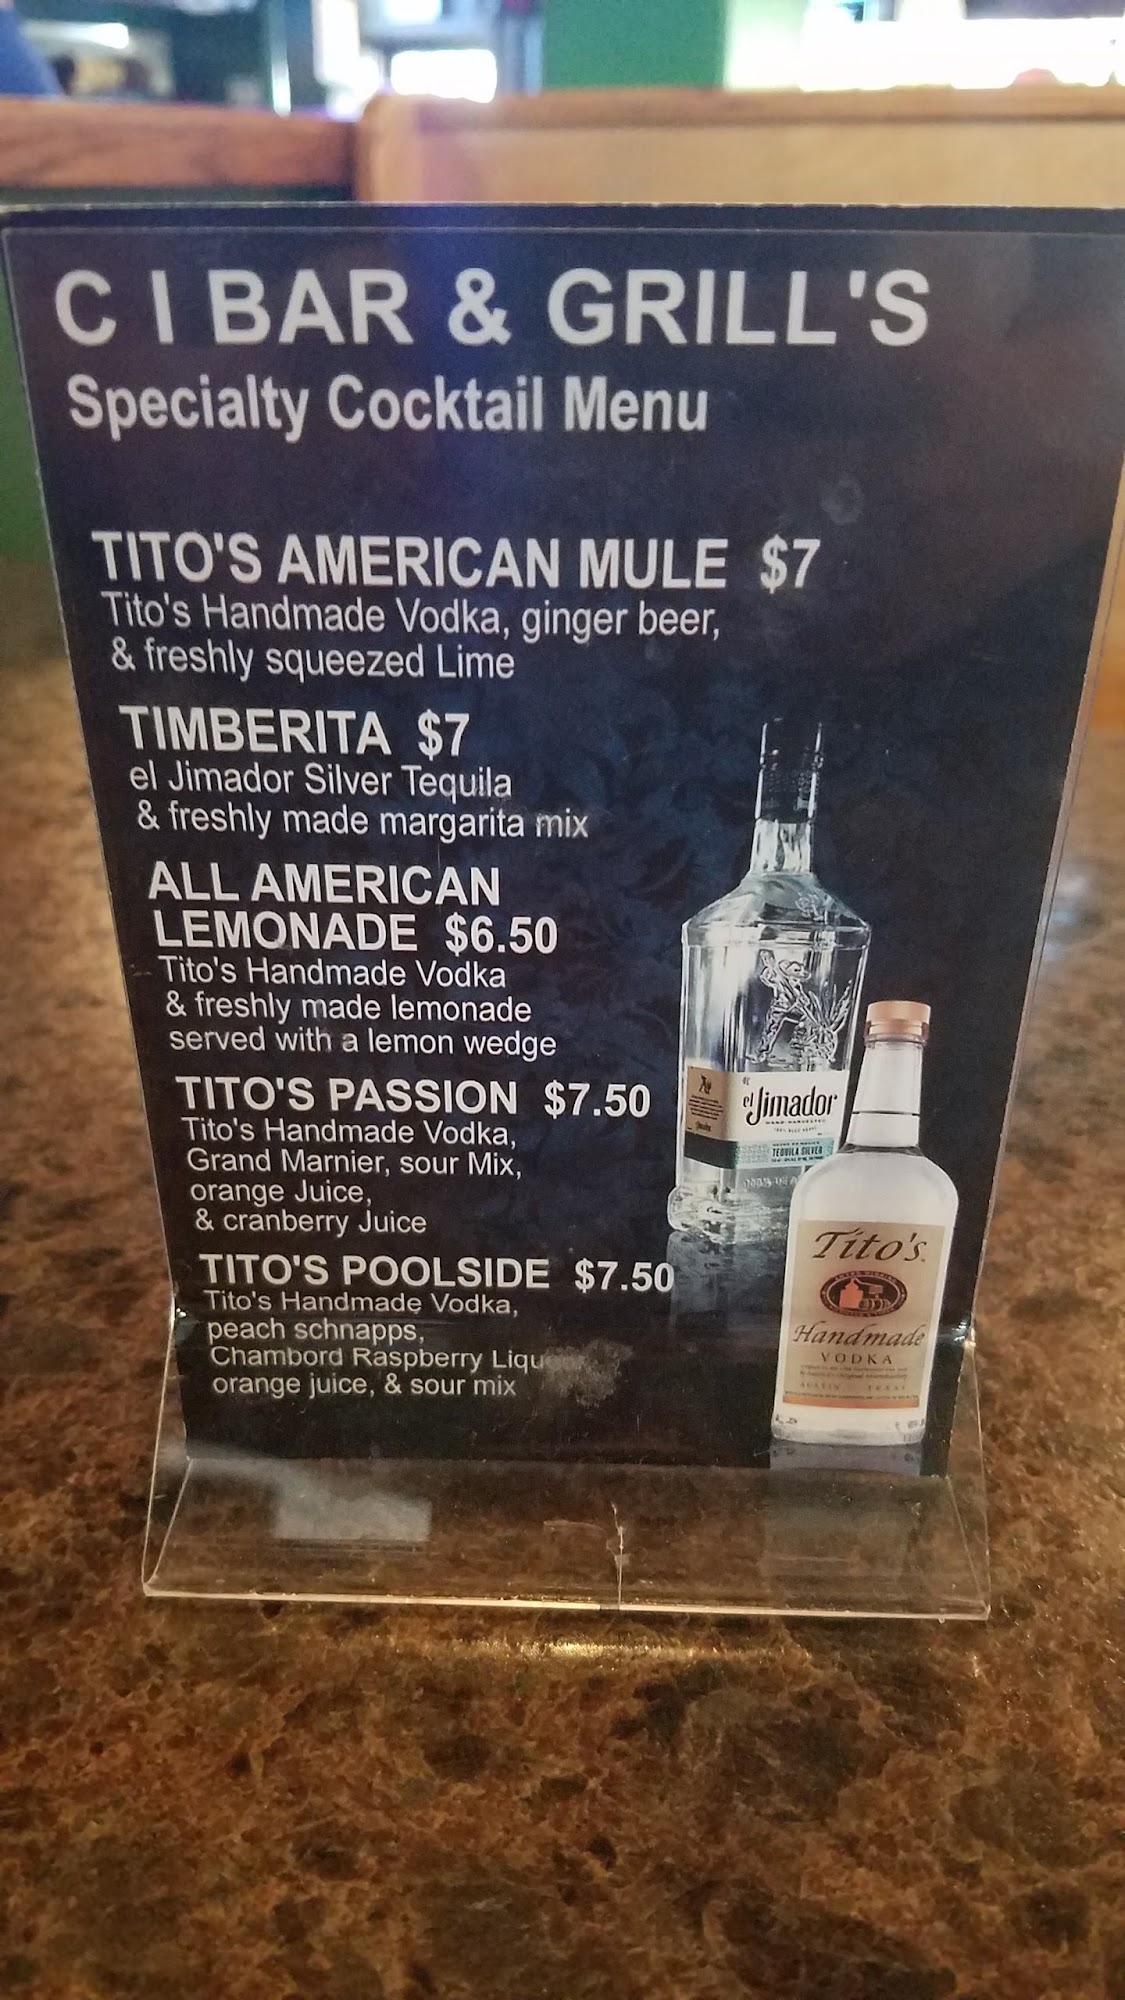 C I BAR & GRILL'S
Specialty Cocktail Menu
TITO'S AMERICAN MULE $7
Tito's Handmade Vodka, ginger beer,
& freshly squeezed Lime
TIMBERITA $7
el Jimador Silver Tequila
& freshly made margarita mix
ALL AMERICAN
LEMONADE $6.50
Tito's Handmade Vodka
& freshly made lemonade
served with a lemon wedge
TITO'S PASSION $7.50
Tito's Handmade Vodka,
Grand Marnier, sour Mix,
orange Juice,
& cranberry Juice
TITO'S POOLSIDE $7.50
Tito's Handmade Vodka,
peach schnapps,
Chambord Raspberry
orange juice, & sour mix
el Jimador
TEQUILA SILVER
Tito's
Handmade
VODKA
AUSTIN TEXAS